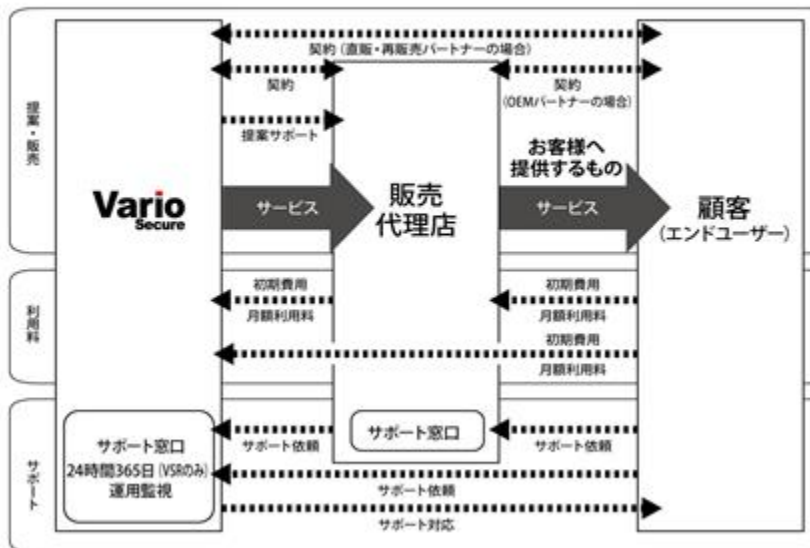 契約(直販・再販売パートナーの場合)
契約
契約
(OEMパートナーの場合)
提案サポート
提案・販売
お客様へ
提供するもの
Vario
Secure
サービス
販売
代理店
サービス
顧客
(エンドユーザー)
利用料
初期費用
月額利用料
初期費用
月額利用料
初期費用
月額利用料
サポート
サポート窓口
24時間365日(VSRのみ)
運用監視
サポート依頼
サポート窓口
サポート依頼
サポート依頼
サポート対応